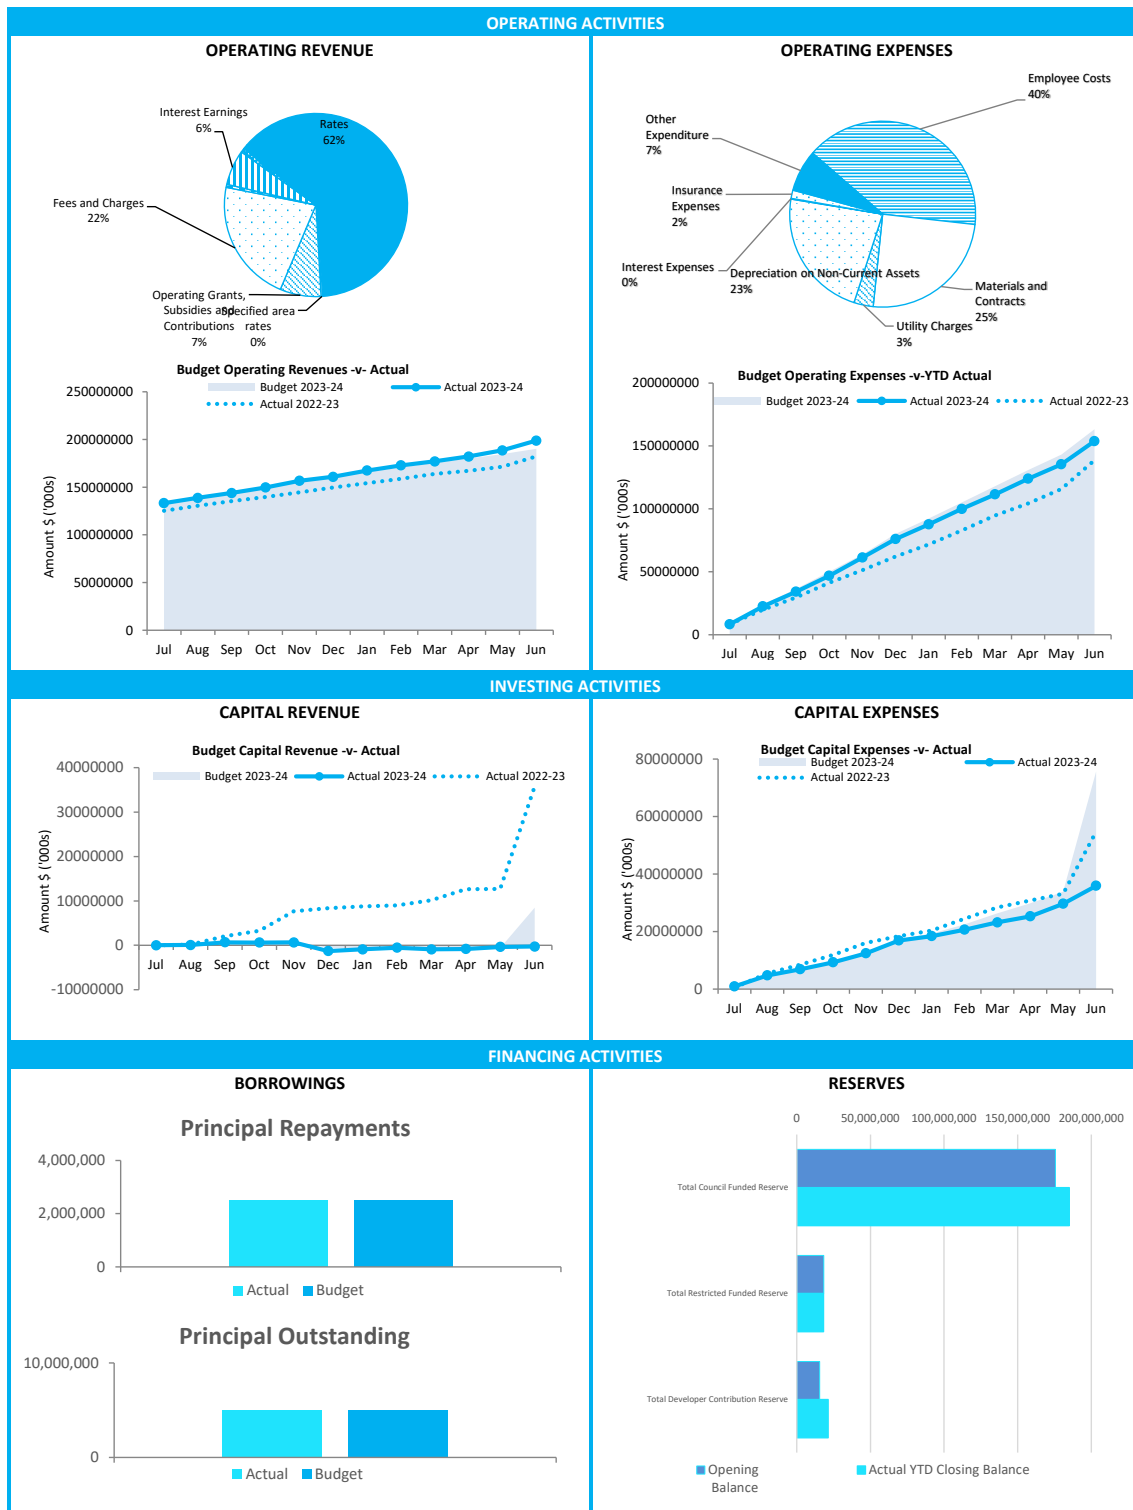 OPERATING ACTIVITIES
OPERATING REVENUE
Interest Earnings
6%
Rates
62%
Fees and Charges
22%
Operating Grants,
Subsidies and
Contributions
7%
Specified area
rates
0%
Budget Operating Revenues -v- Actual
Budget 2023-24
Actual 2023-24
Actual 2022-23
Amount $ ('000s)
250000000
200000000
150000000
100000000
50000000
0
Jul Aug Sep Oct Nov Dec Jan Feb Mar Apr May Jun
OPERATING EXPENSES
Employee Costs
40%
Other
Expenditure
7%
Insurance
Expenses
2%
Interest Expenses
0%
Depreciation on Non-Current Assets
23%
Materials and
Contracts
25%
Utility Charges
3%
Budget Operating Expenses -v-YTD Actual
Budget 2023-24 Actual 2023-24 Actual 2022-23
Amount $ ('000s)
200000000
150000000
100000000
50000000
0
Jul Aug Sep Oct Nov Dec Jan Feb Mar Apr May Jun
INVESTING ACTIVITIES
CAPITAL REVENUE
Budget Capital Revenue -v- Actual
Budget 2023-24 Actual 2023-24 Actual 2022-23
Amount $ ('000s)
40000000
30000000
20000000
10000000
0
-10000000
Jul Aug Sep Oct Nov Dec Jan Feb Mar Apr May Jun
CAPITAL EXPENSES
Budget Capital Expenses -v- Actual
Budget 2023-24 Actual 2023-24
Actual 2022-23
Amount $ ('000s)
80000000
60000000
40000000
20000000
0
Jul Aug Sep Oct Nov Dec Jan Feb Mar Apr May Jun
FINANCING ACTIVITIES
BORROWINGS
Principal Repayments
4,000,000
2,000,000
0
Actual Budget
Principal Outstanding
10,000,000
0
Actual Budget
RESERVES
0 50,000,000 100,000,000 150,000,000 200,000,000
Total Council Funded Reserve
Total Restricted Funded Reserve
Total Developer Contribution Reserve
Opening
Balance
Actual YTD Closing Balance